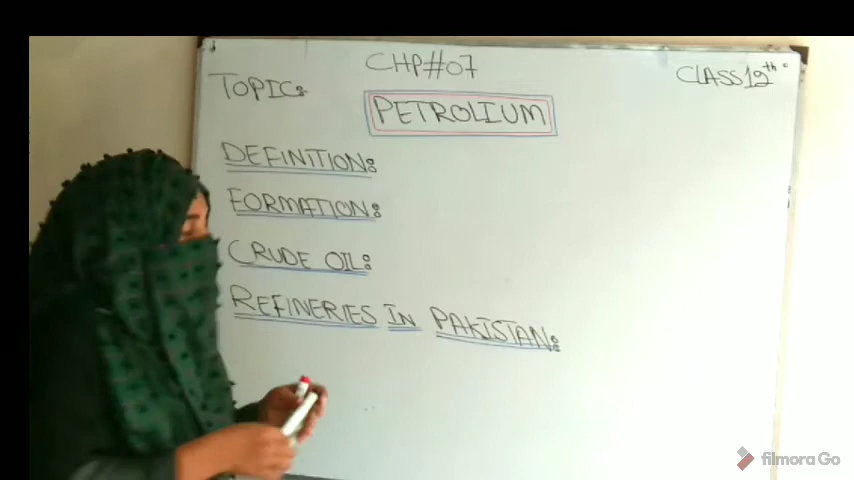 CHP#07
CLASS 12th
TOPIC:
PETROLIUM
DEFINITION:
FORMATION:
CRUDE OIL:
REFINERIES IN PAKISTAN:
filmora Go